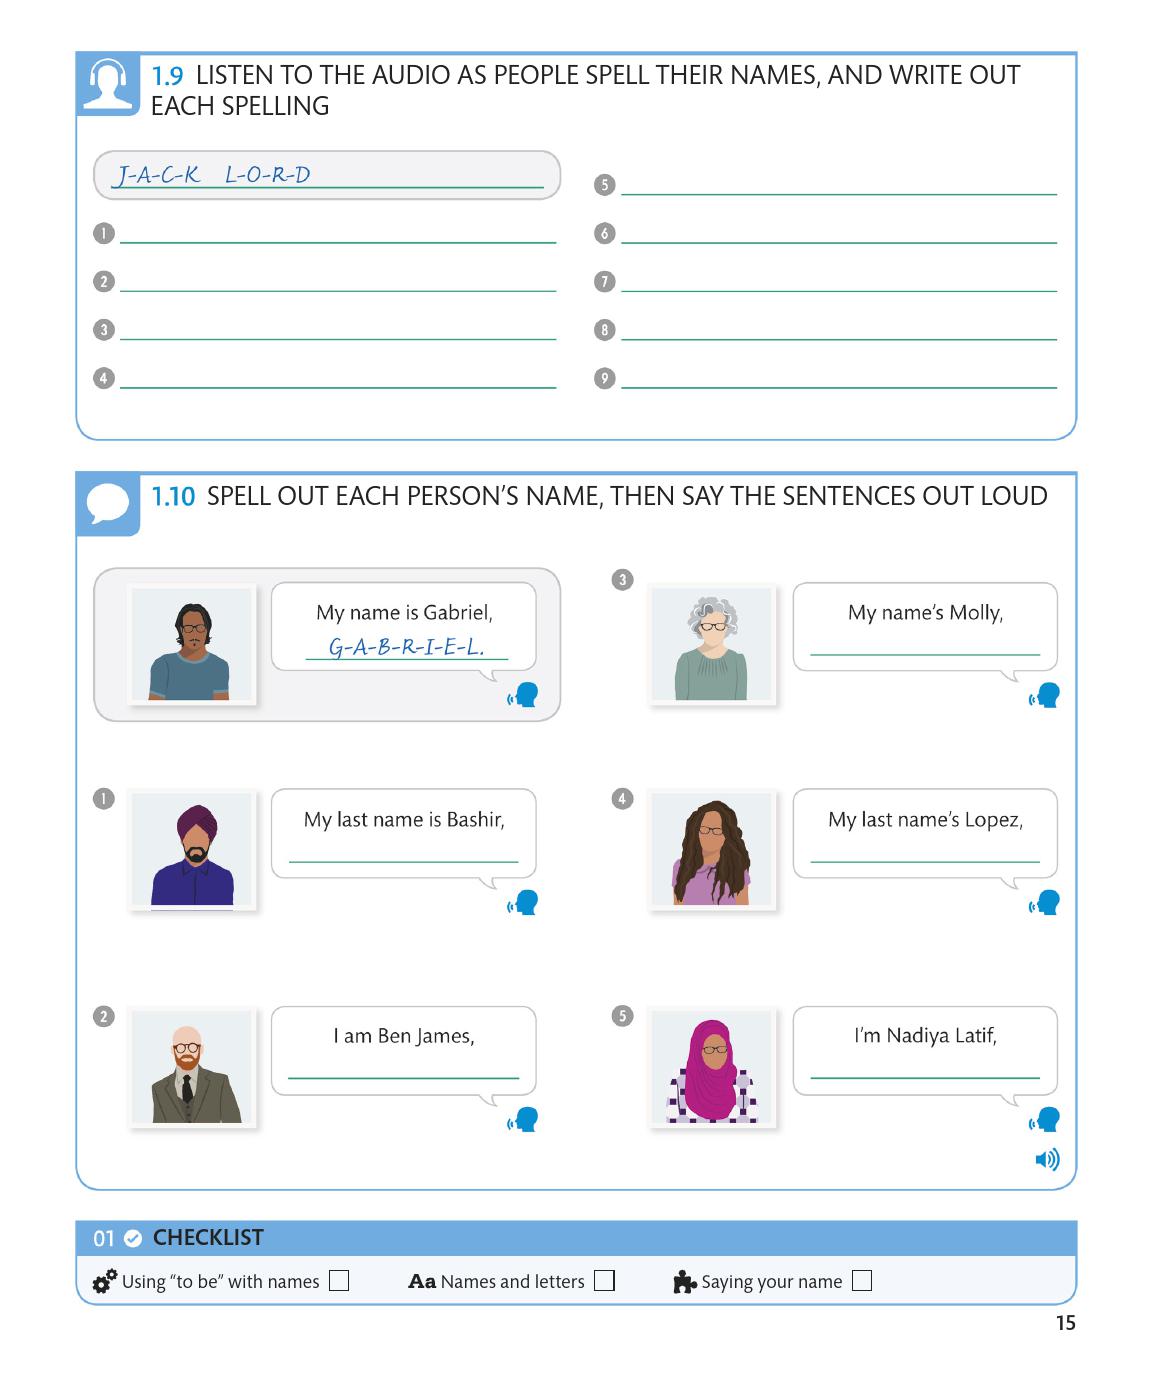 1.9 LISTEN TO THE AUDIO AS PEOPLE SPELL THEIR NAMES, AND WRITE OUT
EACH SPELLING
J-A-C-K L-O-R-D
1
2
3
4
5
6
7
8
9
1.10 SPELL OUT EACH PERSON’S NAME, THEN SAY THE SENTENCES OUT LOUD
My name is Gabriel,
G-A-B-R-I-E-L.
1
My last name is Bashir,
2
I am Ben James,
3
My name’s Molly,
4
My last name’s Lopez,
5
I’m Nadiya Latif,
01 CHECKLIST
Using “to be” with names
Aa Names and letters
Saying your name
15